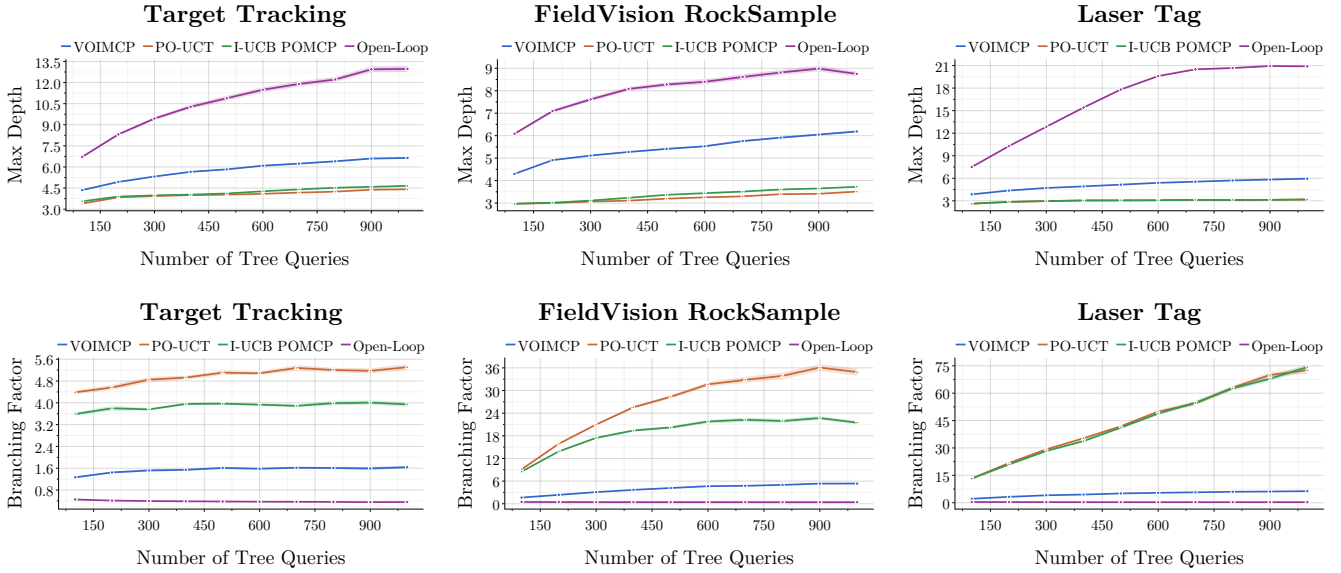 Target Tracking
VOIMCP PO-UCT I-UCB POMCP Open-Loop
Max Depth
13.5
12.0
10.5
9.0
7.5
6.0
4.5
3.0
150 300 450 600 750 900
Number of Tree Queries
FieldVision RockSample
VOIMCP PO-UCT I-UCB POMCP Open-Loop
Max Depth
9
8
7
6
5
4
3
150 300 450 600 750 900
Number of Tree Queries
Laser Tag
VOIMCP PO-UCT I-UCB POMCP Open-Loop
Max Depth
21
18
15
12
9
6
3
150 300 450 600 750 900
Number of Tree Queries
Target Tracking
VOIMCP PO-UCT I-UCB POMCP Open-Loop
Branching Factor
5.6
4.8
4.0
3.2
2.4
1.6
0.8
150 300 450 600 750 900
Number of Tree Queries
FieldVision RockSample
VOIMCP PO-UCT I-UCB POMCP Open-Loop
Branching Factor
36
30
24
18
12
6
0
150 300 450 600 750 900
Number of Tree Queries
Laser Tag
VOIMCP PO-UCT I-UCB POMCP Open-Loop
Branching Factor
75
60
45
30
15
0
150 300 450 600 750 900
Number of Tree Queries